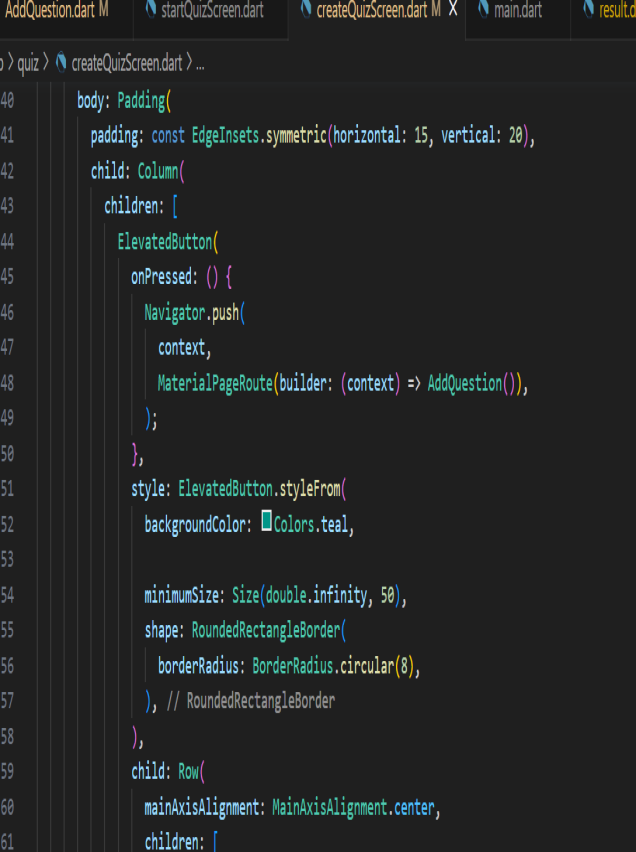 AddQuestion.dart M startQuizScreen.dart createQuizScreen.dart M × main.dart result.d
> quiz > createQuizScreen.dart > ...
40 body: Padding(
41 padding: const EdgeInsets.symmetric(horizontal: 15, vertical: 20),
42 child: Column(
43 children: [
44 ElevatedButton(
45 onPressed: () {
46 Navigator.push(
47 context,
48 MaterialPageRoute(builder: (context) => AddQuestion()),
49 );
50 },
51 style: ElevatedButton.styleFrom(
52 backgroundColor: Colors.teal,
53
54 minimumSize: Size(double.infinity, 50),
55 shape: RoundedRectangleBorder(
56 borderRadius: BorderRadius.circular(8),
57 ), // RoundedRectangleBorder
58 ),
59 child: Row(
60 mainAxisAlignment: MainAxisAlignment.center,
61 children: [